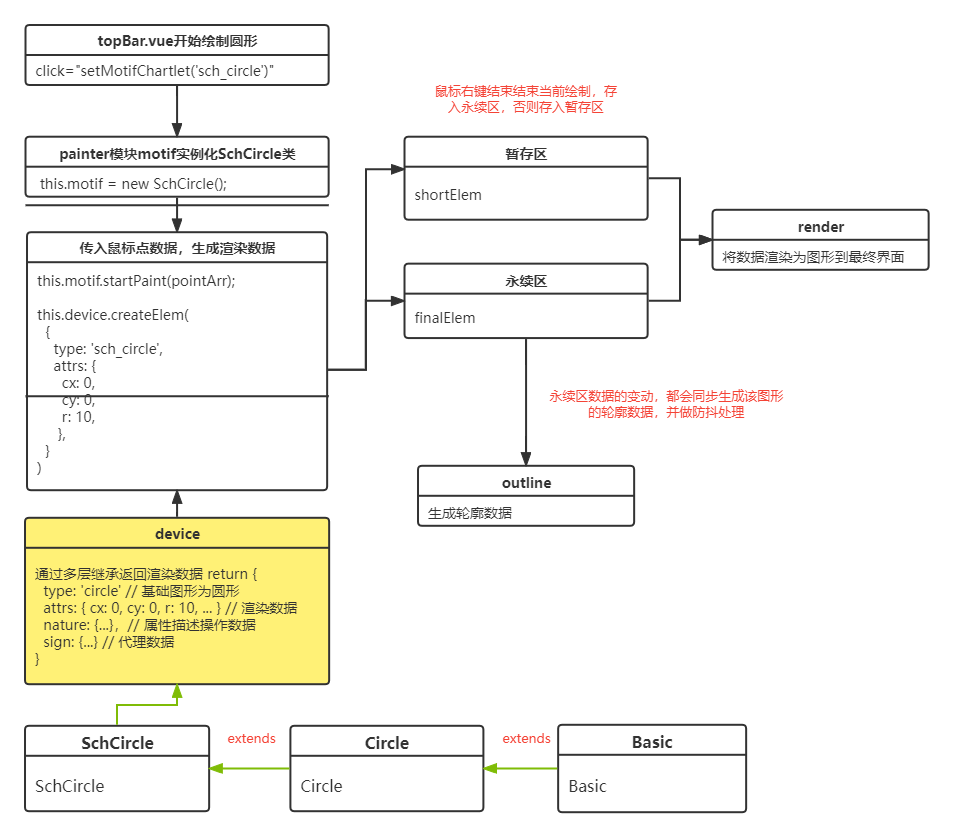 topBar.vue开始绘制圆形
click="setMotifChartlet('sch_circle')"
painter模块motif实例化SchCircle类
this.motif = new SchCircle();
传入鼠标点数据，生成渲染数据
this.motif.startPaint(pointArr);
this.device.createElem(
{
type: 'sch_circle',
attrs: {
cx: 0,
cy: 0,
r: 10,
},
}
)
device
通过多层继承返回渲染数据 return {
type: 'circle' // 基础图形为圆形
attrs: { cx: 0, cy: 0, r: 10, ... } // 渲染数据
nature: {...}，// 属性描述操作数据
sign: {...} // 代理数据
}
鼠标右键结束结束当前绘制，存
入永续区，否则存入暂存区
暂存区
shortElem
永续区
finalElem
render
将数据渲染为图形到最终界面
永续区数据的变动，都会同步生成该图形
的轮廓数据，并做防抖处理
outline
生成轮廓数据
SchCircle
SchCircle
extends
Circle
Circle
extends
Basic
Basic